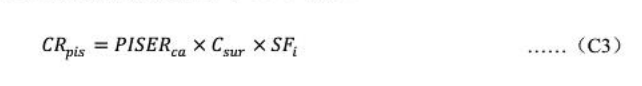 CR_pis = PISER_ca × C_sur × SF_i ……（C3）